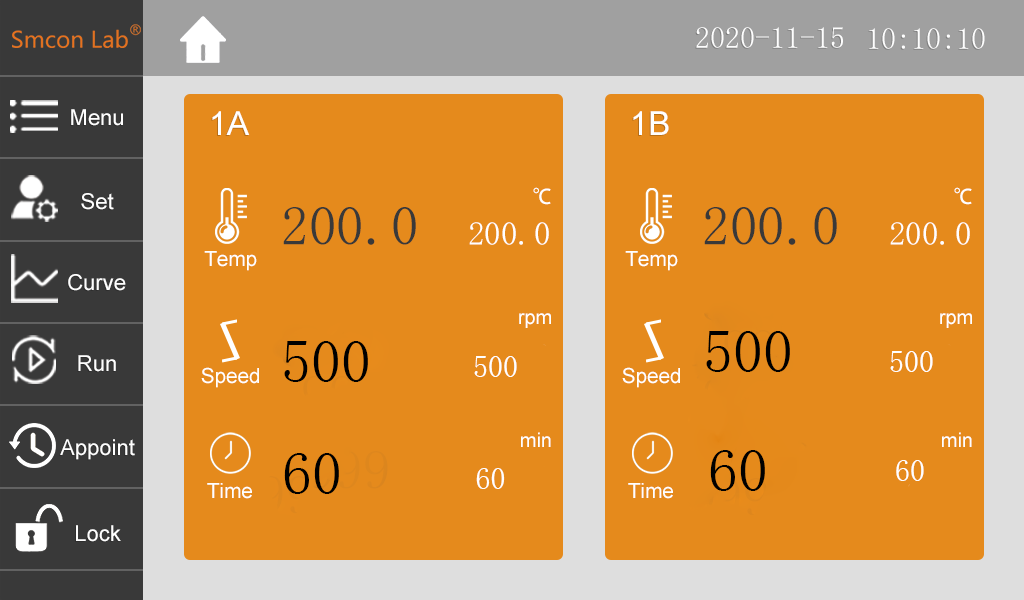 Smcon Lab®
2020-11-15 10:10:10
Menu
Set
Curve
Run
Appoint
Lock
1A
℃
200.0 200.0
Temp
rpm
500 500
Speed
min
60 60
Time
1B
℃
200.0 200.0
Temp
rpm
500 500
Speed
min
60 60
Time